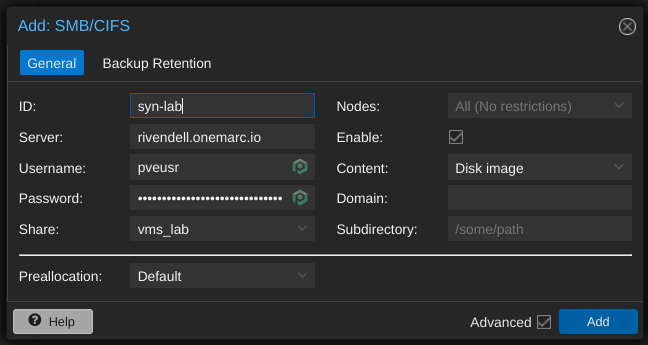 Add: SMB/CIFS
General Backup Retention
ID: syn-lab Nodes: All (No restrictions)
Server: rivendell.onemarc.io Enable:
Username: pveusr Content: Disk image
Password: •••••••••••••••••••••••••••••• Domain:
Share: vms_lab Subdirectory: /some/path
Preallocation: Default
Help Advanced Add